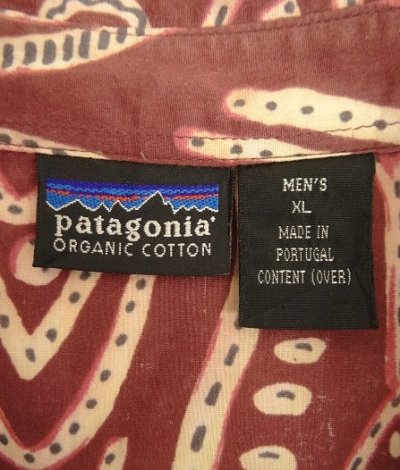 patagonia®
ORGANIC COTTON
MEN'S
XL
MADE IN
PORTUGAL
CONTENT (OVER)